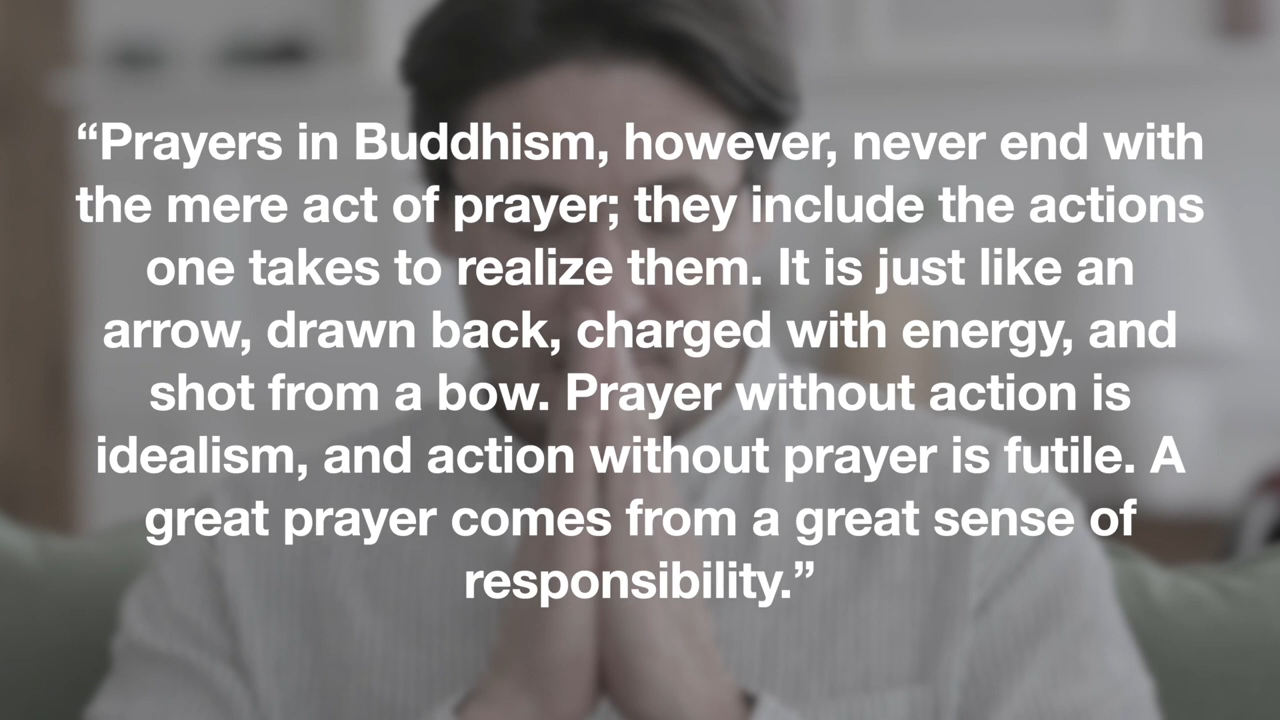 “Prayers in Buddhism, however, never end with
the mere act of prayer; they include the actions
one takes to realize them. It is just like an
arrow, drawn back, charged with energy, and
shot from a bow. Prayer without action is
idealism, and action without prayer is futile. A
great prayer comes from a great sense of
responsibility.”